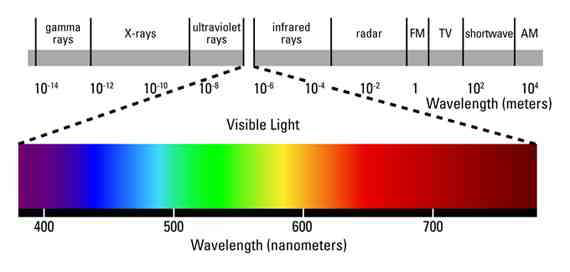 gamma rays X-rays ultraviolet rays infrared rays radar FM TV shortwave AM
10-14 10-12 10-10 10-8 10-6 10-4 10-2 1 10² 10⁴
Wavelength (meters)
Visible Light
400 500 600 700
Wavelength (nanometers)